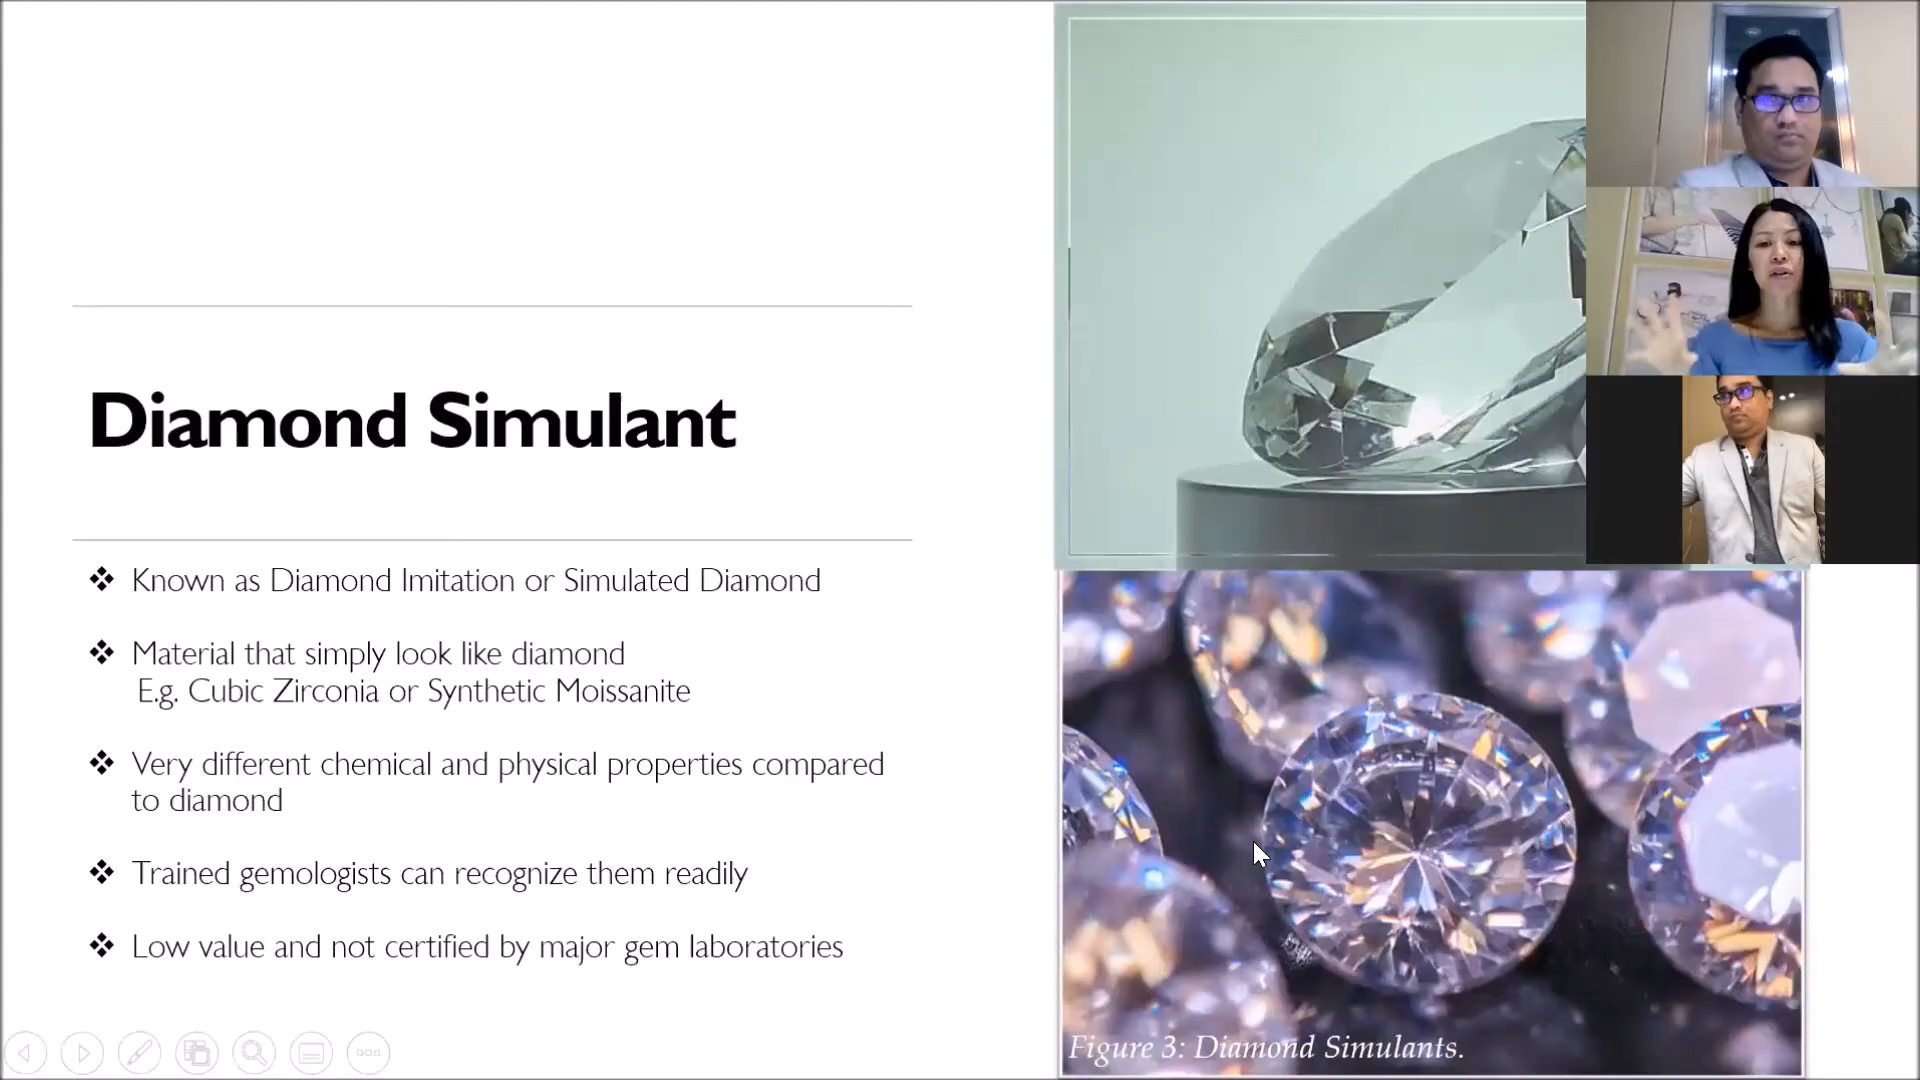 Diamond Simulant
Known as Diamond Imitation or Simulated Diamond
Material that simply look like diamond
E.g. Cubic Zirconia or Synthetic Moissanite
Very different chemical and physical properties compared
to diamond
Trained gemologists can recognize them readily
Low value and not certified by major gem laboratories
Figure 3: Diamond Simulants.